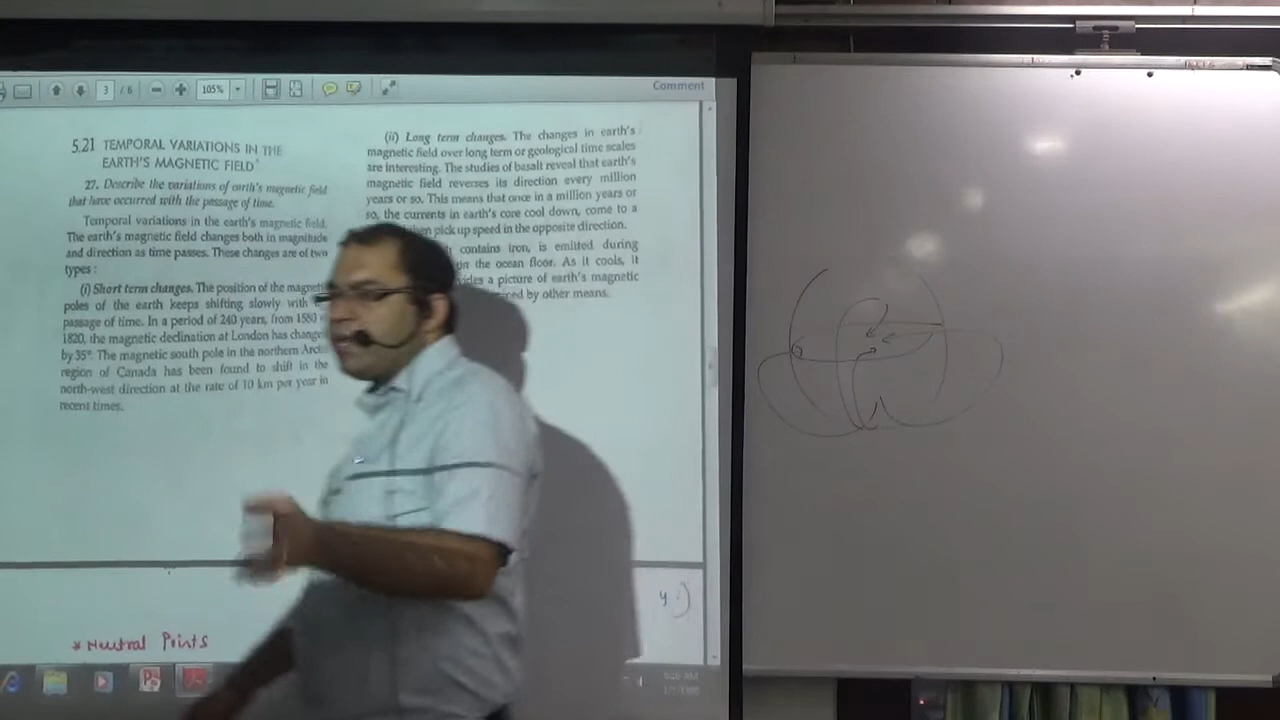 3 / 6
105%
Comment
5.21 TEMPORAL VARIATIONS IN THE
EARTH'S MAGNETIC FIELD*
27. Describe the variations of earth's magnetic field
that have occurred with the passage of time.
Temporal variations in the earth's magnetic field.
The earth's magnetic field changes both in magnitude
and direction as time passes. These changes are of two
types :
(i) Short term changes. The position of the magnet
poles of the earth keeps shifting slowly with
passage of time. In a period of 240 years, from 1580
1820, the magnetic declination at London has change
by 35°. The magnetic south pole in the northern Arc
region of Canada has been found to shift in the
north-west direction at the rate of 10 km per year in
recent times.
(ii) Long term changes. The changes in earth's
magnetic field over long term or geological time scales
are interesting. The studies of basalt reveal that earth's
magnetic field reverses its direction every million
years or so. This means that once in a million years or
so, the currents in earth's core cool down, come to a
then pick up speed in the opposite direction.
contains iron, is emitted during
on the ocean floor. As it cools, it
a picture of earth's magnetic
by other means.
4 :)
* Neutral Points